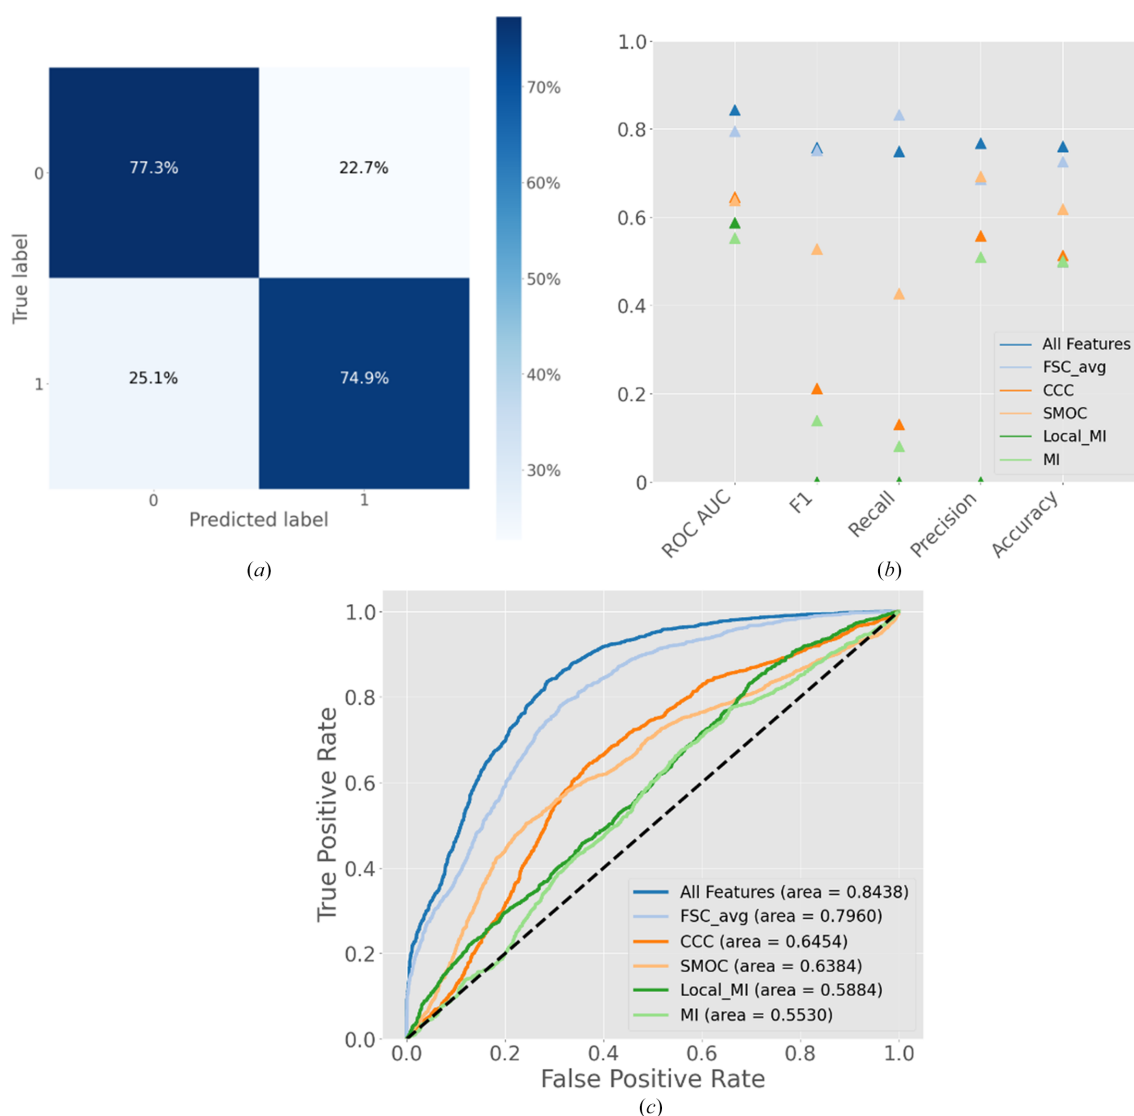 77.3%
22.7%
25.1%
74.9%
0
1
0
1
True label
Predicted label
70%
60%
50%
40%
30%
(a)
1.0
0.8
0.6
0.4
0.2
0
ROC AUC
F1
Recall
Precision
Accuracy
All Features
FSC_avg
CCC
SMOC
Local_MI
MI
(b)
1.0
0.8
0.6
0.4
0.2
0.0
True Positive Rate
0.0
0.2
0.4
0.6
0.8
1.0
False Positive Rate
All Features (area = 0.8438)
FSC_avg (area = 0.7960)
CCC (area = 0.6454)
SMOC (area = 0.6384)
Local_MI (area = 0.5884)
MI (area = 0.5530)
(c)